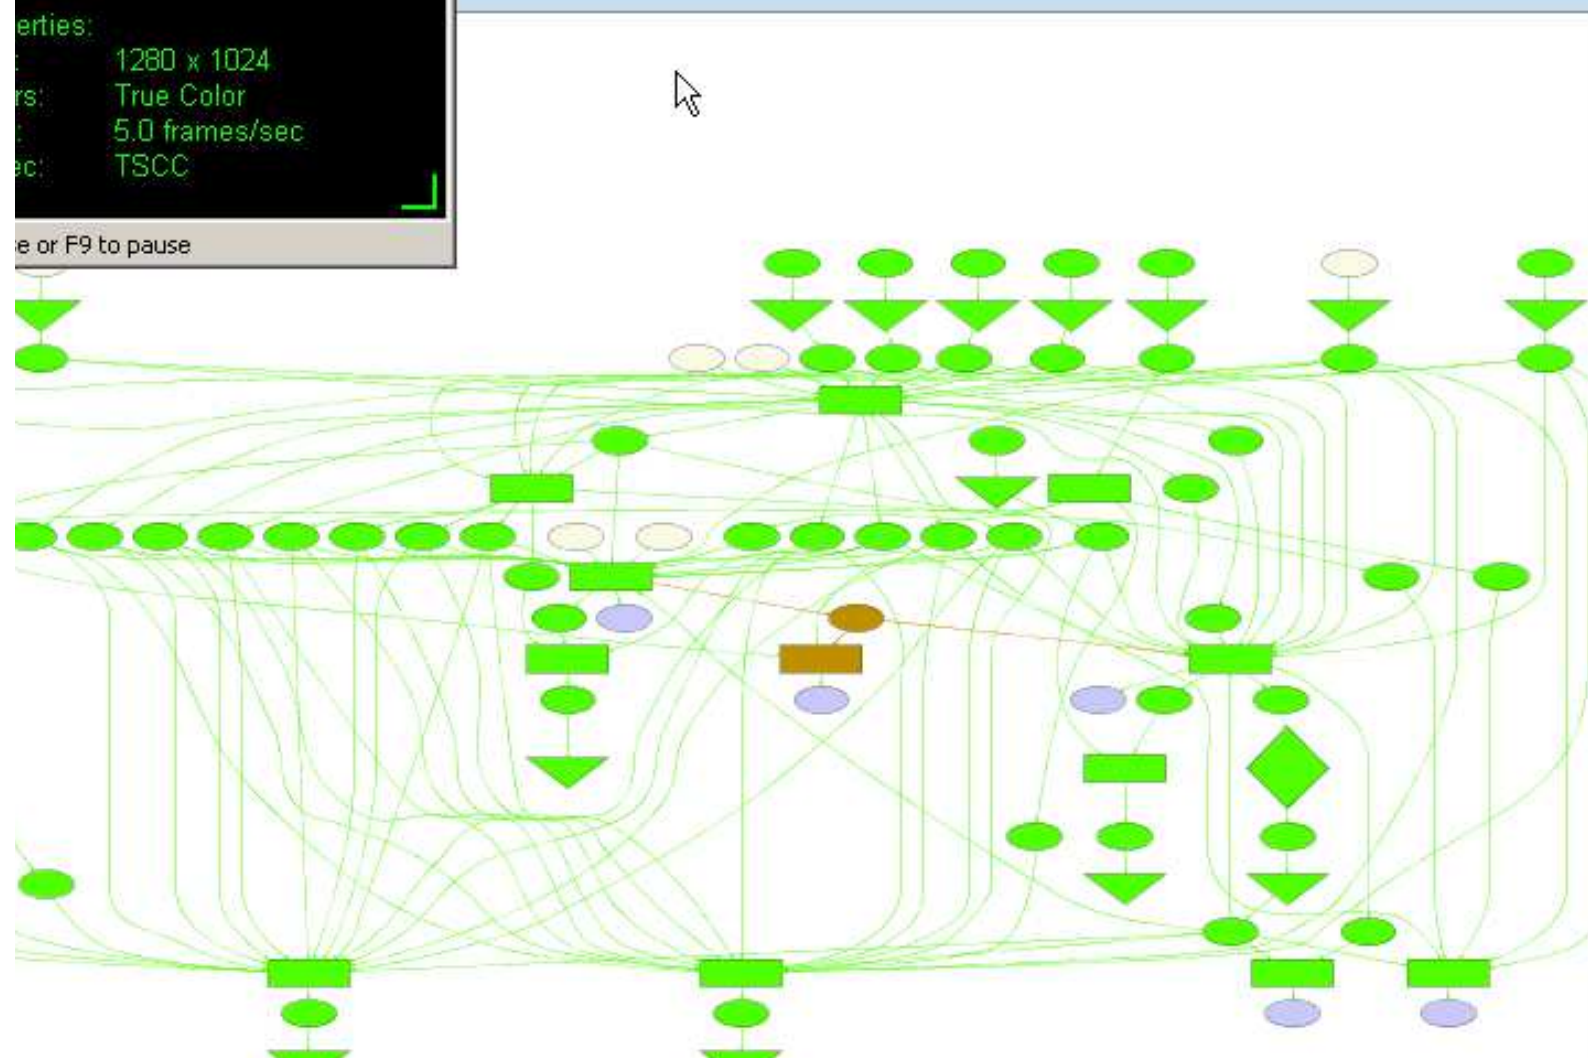 erties:
: 1280 x 1024
rs: True Color
: 5.0 frames/sec
ec: TSCC
e or F9 to pause